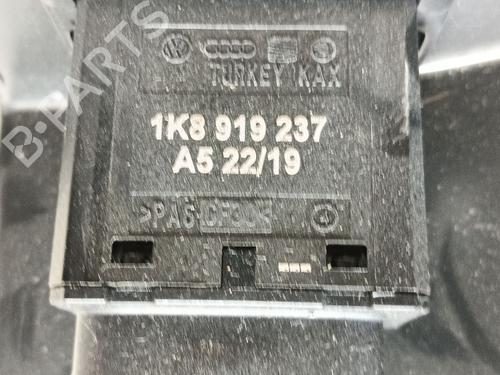 TURKEY KAX
1K8 919 237
A5 22/19
>PA6 GF30<
B-PARTS